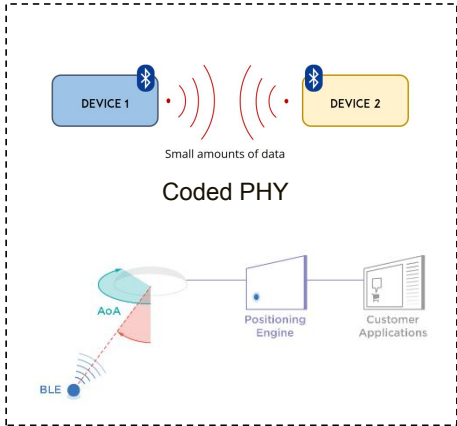 DEVICE 1
DEVICE 2
Small amounts of data
Coded PHY
AoA
Positioning
Engine
Customer
Applications
BLE